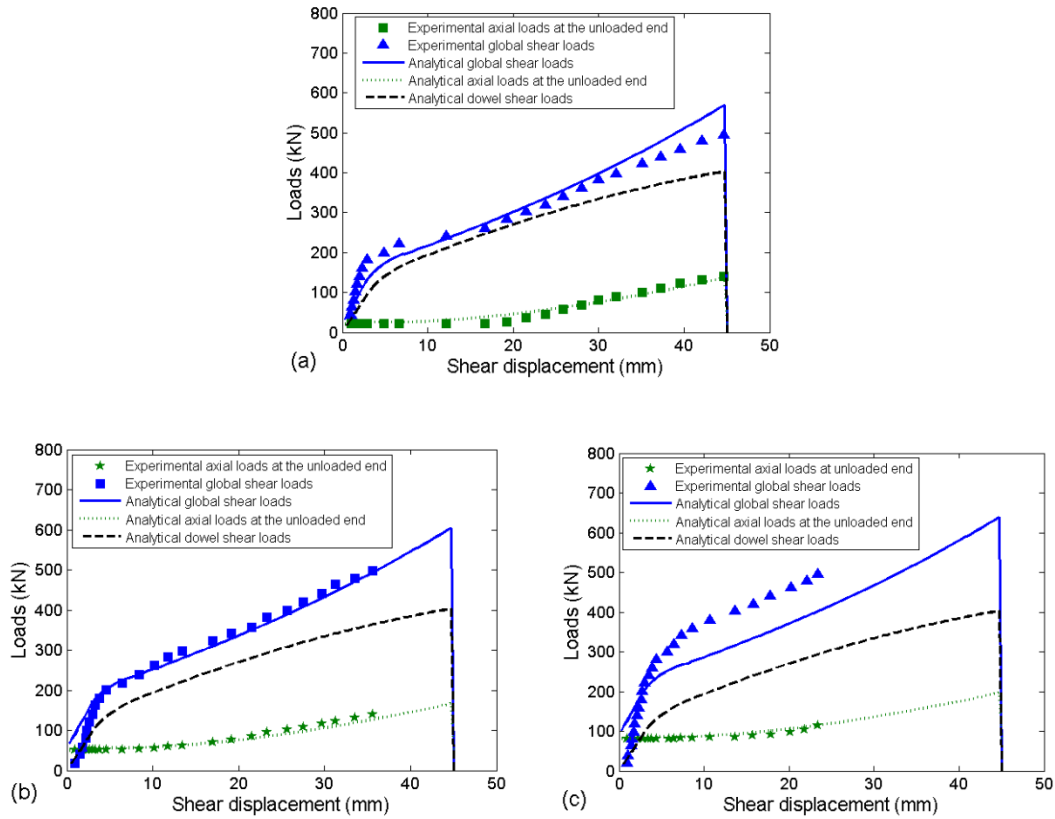 800
700
600
500
400
300
200
100
0
Loads (kN)
Experimental axial loads at the unloaded end
Experimental global shear loads
Analytical global shear loads
Analytical axial loads at the unloaded end
Analytical dowel shear loads
0 10 20 30 40 50
Shear displacement (mm)
(a)
800
700
600
500
400
300
200
100
0
Loads (kN)
Experimental axial loads at the unloaded end
Experimental global shear loads
Analytical global shear loads
Analytical axial loads at the unloaded end
Analytical dowel shear loads
0 10 20 30 40 50
Shear displacement (mm)
(b)
800
700
600
500
400
300
200
100
0
Loads (kN)
Experimental axial loads at unloaded end
Experimental global shear loads
Analytical global shear loads
Analytical axial loads at the unloaded end
Analytical dowel shear loads
0 10 20 30 40 50
Shear displacement (mm)
(c)